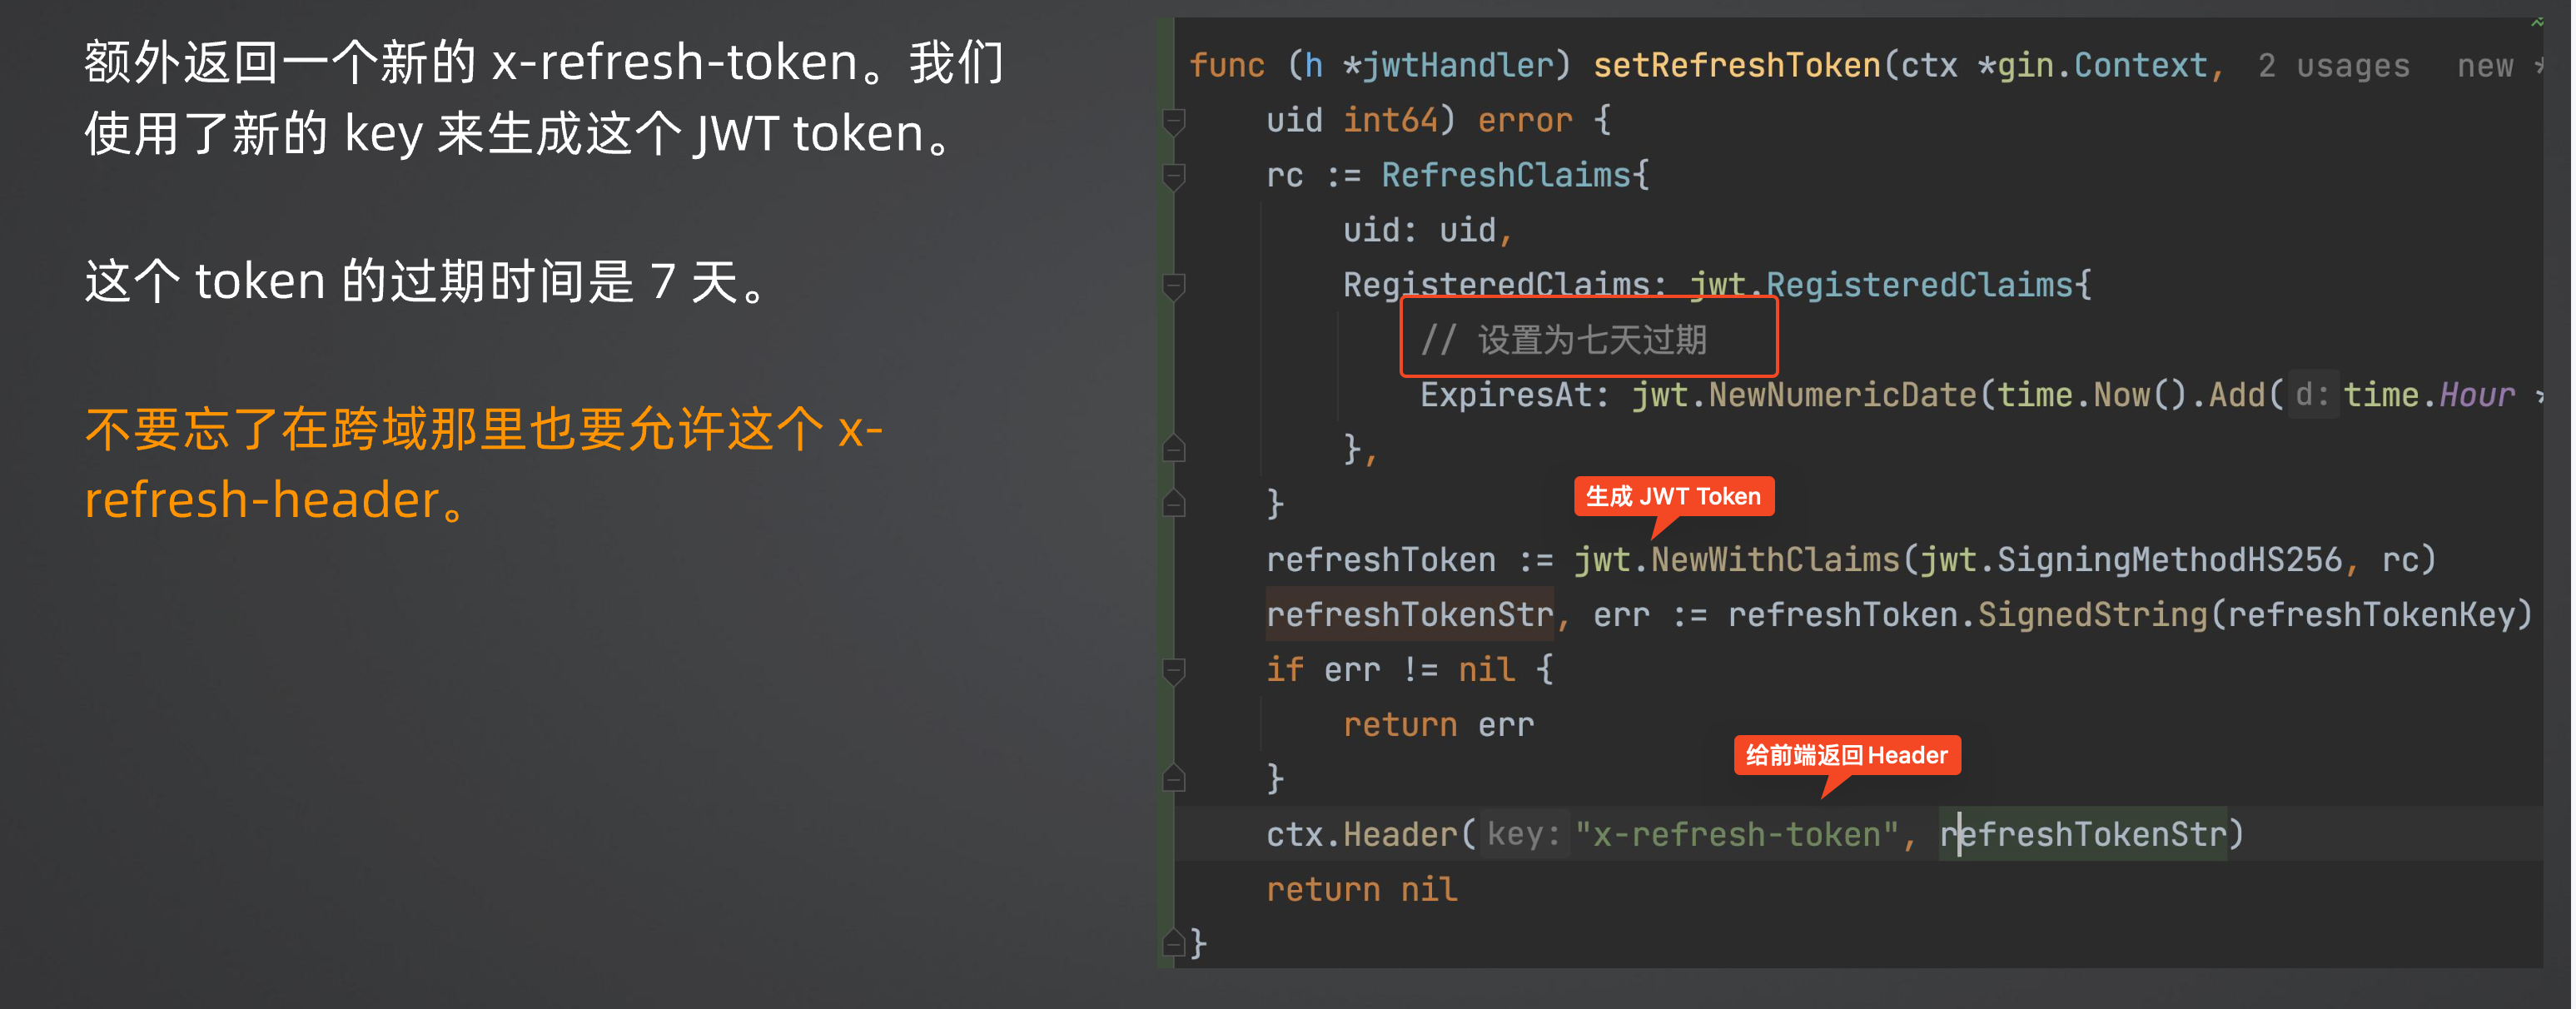 额外返回一个新的 x-refresh-token。我们
使用了新的 key 来生成这个 JWT token。
这个 token 的过期时间是 7 天。
不要忘了在跨域那里也要允许这个 x-
refresh-header。
func (h *jwtHandler) setRefreshToken(ctx *gin.Context, 2 usages new *
uid int64) error {
rc := RefreshClaims{
uid: uid,
RegisteredClaims: jwt.RegisteredClaims{
// 设置为七天过期
ExpiresAt: jwt.NewNumericDate(time.Now().Add( d: time.Hour *
},
}
生成 JWT Token
refreshToken := jwt.NewWithClaims(jwt.SigningMethodHS256, rc)
refreshTokenStr, err := refreshToken.SignedString(refreshTokenKey)
if err != nil {
return err
}
给前端返回 Header
ctx.Header( key: "x-refresh-token", refreshTokenStr)
return nil
}